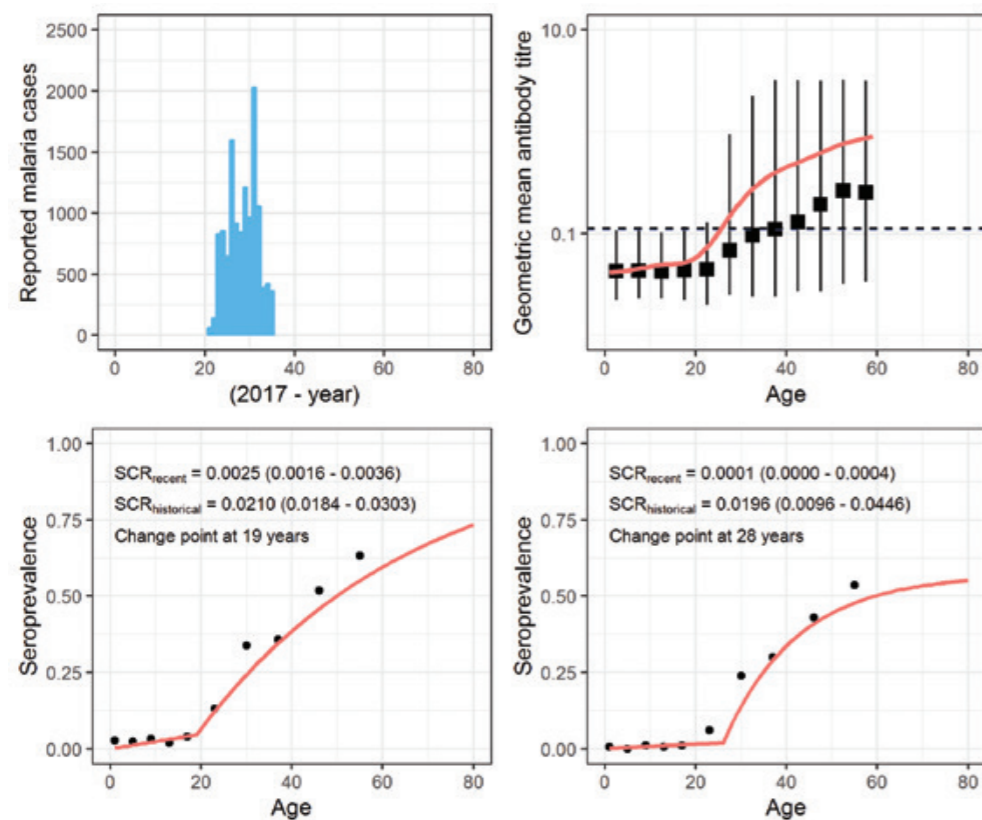 Reported malaria cases
2500
2000
1500
1000
500
0
0 20 40 60 80
(2017 - year)
Geometric mean antibody titre
10.0
1.0
0.1
0 20 40 60 80
Age
Seroprevalence
1.00
0.75
0.50
0.25
0.00
SCRrecent = 0.0025 (0.0016 - 0.0036)
SCRhistorical = 0.0210 (0.0184 - 0.0303)
Change point at 19 years
0 20 40 60 80
Age
Seroprevalence
1.00
0.75
0.50
0.25
0.00
SCRrecent = 0.0001 (0.0000 - 0.0004)
SCRhistorical = 0.0196 (0.0096 - 0.0446)
Change point at 28 years
0 20 40 60 80
Age